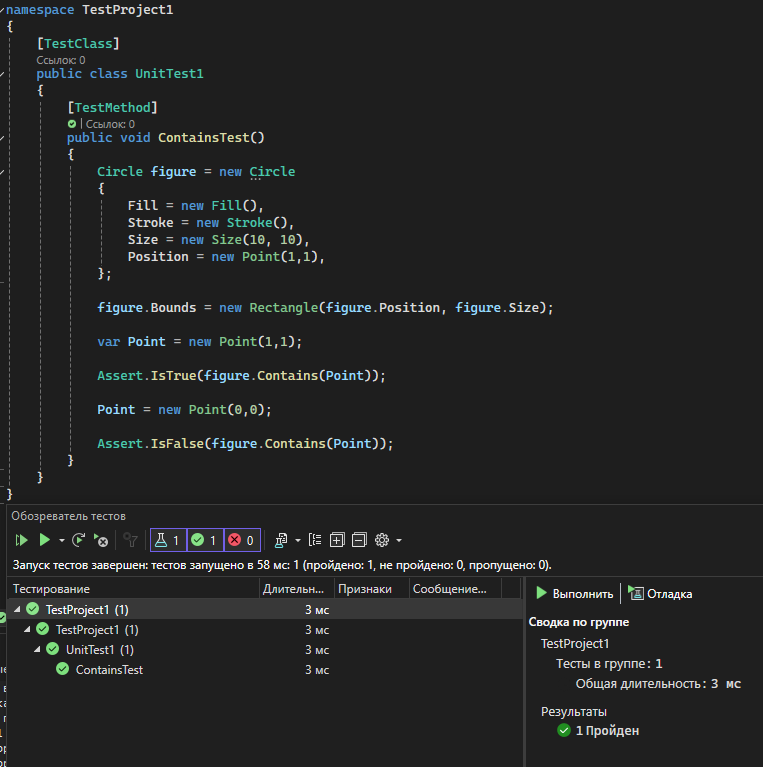 namespace TestProject1
{
[TestClass]
Ссылок: 0
public class UnitTest1
{
[TestMethod]
| Ссылок: 0
public void ContainsTest()
{
Circle figure = new Circle
{
Fill = new Fill(),
Stroke = new Stroke(),
Size = new Size(10, 10),
Position = new Point(1,1),
};
figure.Bounds = new Rectangle(figure.Position, figure.Size);
var Point = new Point(1,1);
Assert.IsTrue(figure.Contains(Point));
Point = new Point(0,0);
Assert.IsFalse(figure.Contains(Point));
}
}
}
Обозреватель тестов
1 1 0
Запуск тестов завершен: тестов запущено в 58 мс: 1 (пройдено: 1, не пройдено: 0, пропущено: 0).
Тестирование Длительн... Признаки Сообщение...
TestProject1 (1) 3 мс
TestProject1 (1) 3 мс
UnitTest1 (1) 3 мс
ContainsTest 3 мс
Выполнить Отладка
Сводка по группе
TestProject1
Тесты в группе: 1
Общая длительность: 3 мс
Результаты
1 Пройден